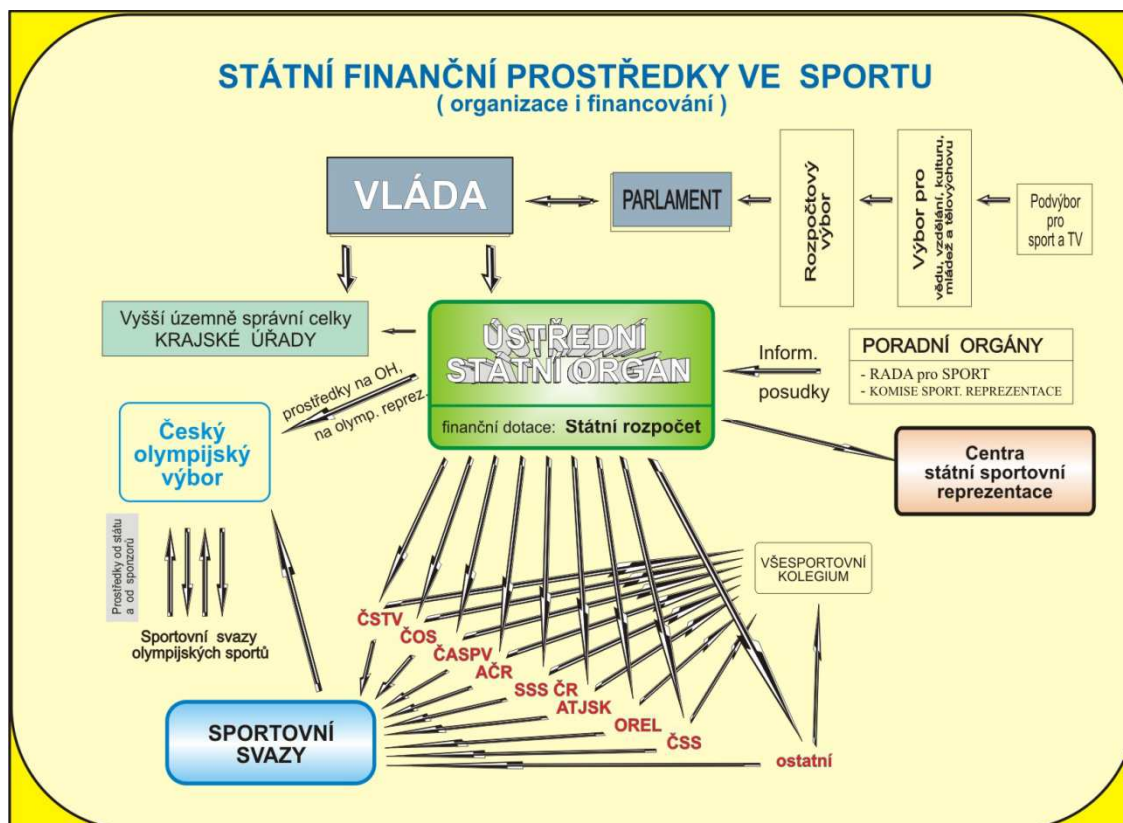 STÁTNÍ FINANČNÍ PROSTŘEDKY VE SPORTU
( organizace i financování )
VLÁDA
PARLAMENT
Rozpočtový
výbor
Výbor pro
vědu, vzdělání, kulturu,
mládež a tělovýchovu
Podvýbor
pro
sport a TV
Vyšší územně správní celky
KRAJSKÉ ÚŘADY
ÚSTŘEDNÍ
STÁTNÍ ORGÁN
finanční dotace: Státní rozpočet
Inform.
posudky
PORADNÍ ORGÁNY
- RADA pro SPORT
- KOMISE SPORT. REPREZENTACE
prostředky na OH,
na olymp. reprez.
Český
olympijský
výbor
Centra
státní sportovní
reprezentace
Prostředky od státu
a od sponzorů
Sportovní svazy
olympijských sportů
VŠESPORTOVNÍ
KOLEGIUM
ČSTV
ČOS
ČASPV
AČR
SSS ČR
ATJSK
OREL
ČSS
ostatní
SPORTOVNÍ
SVAZY